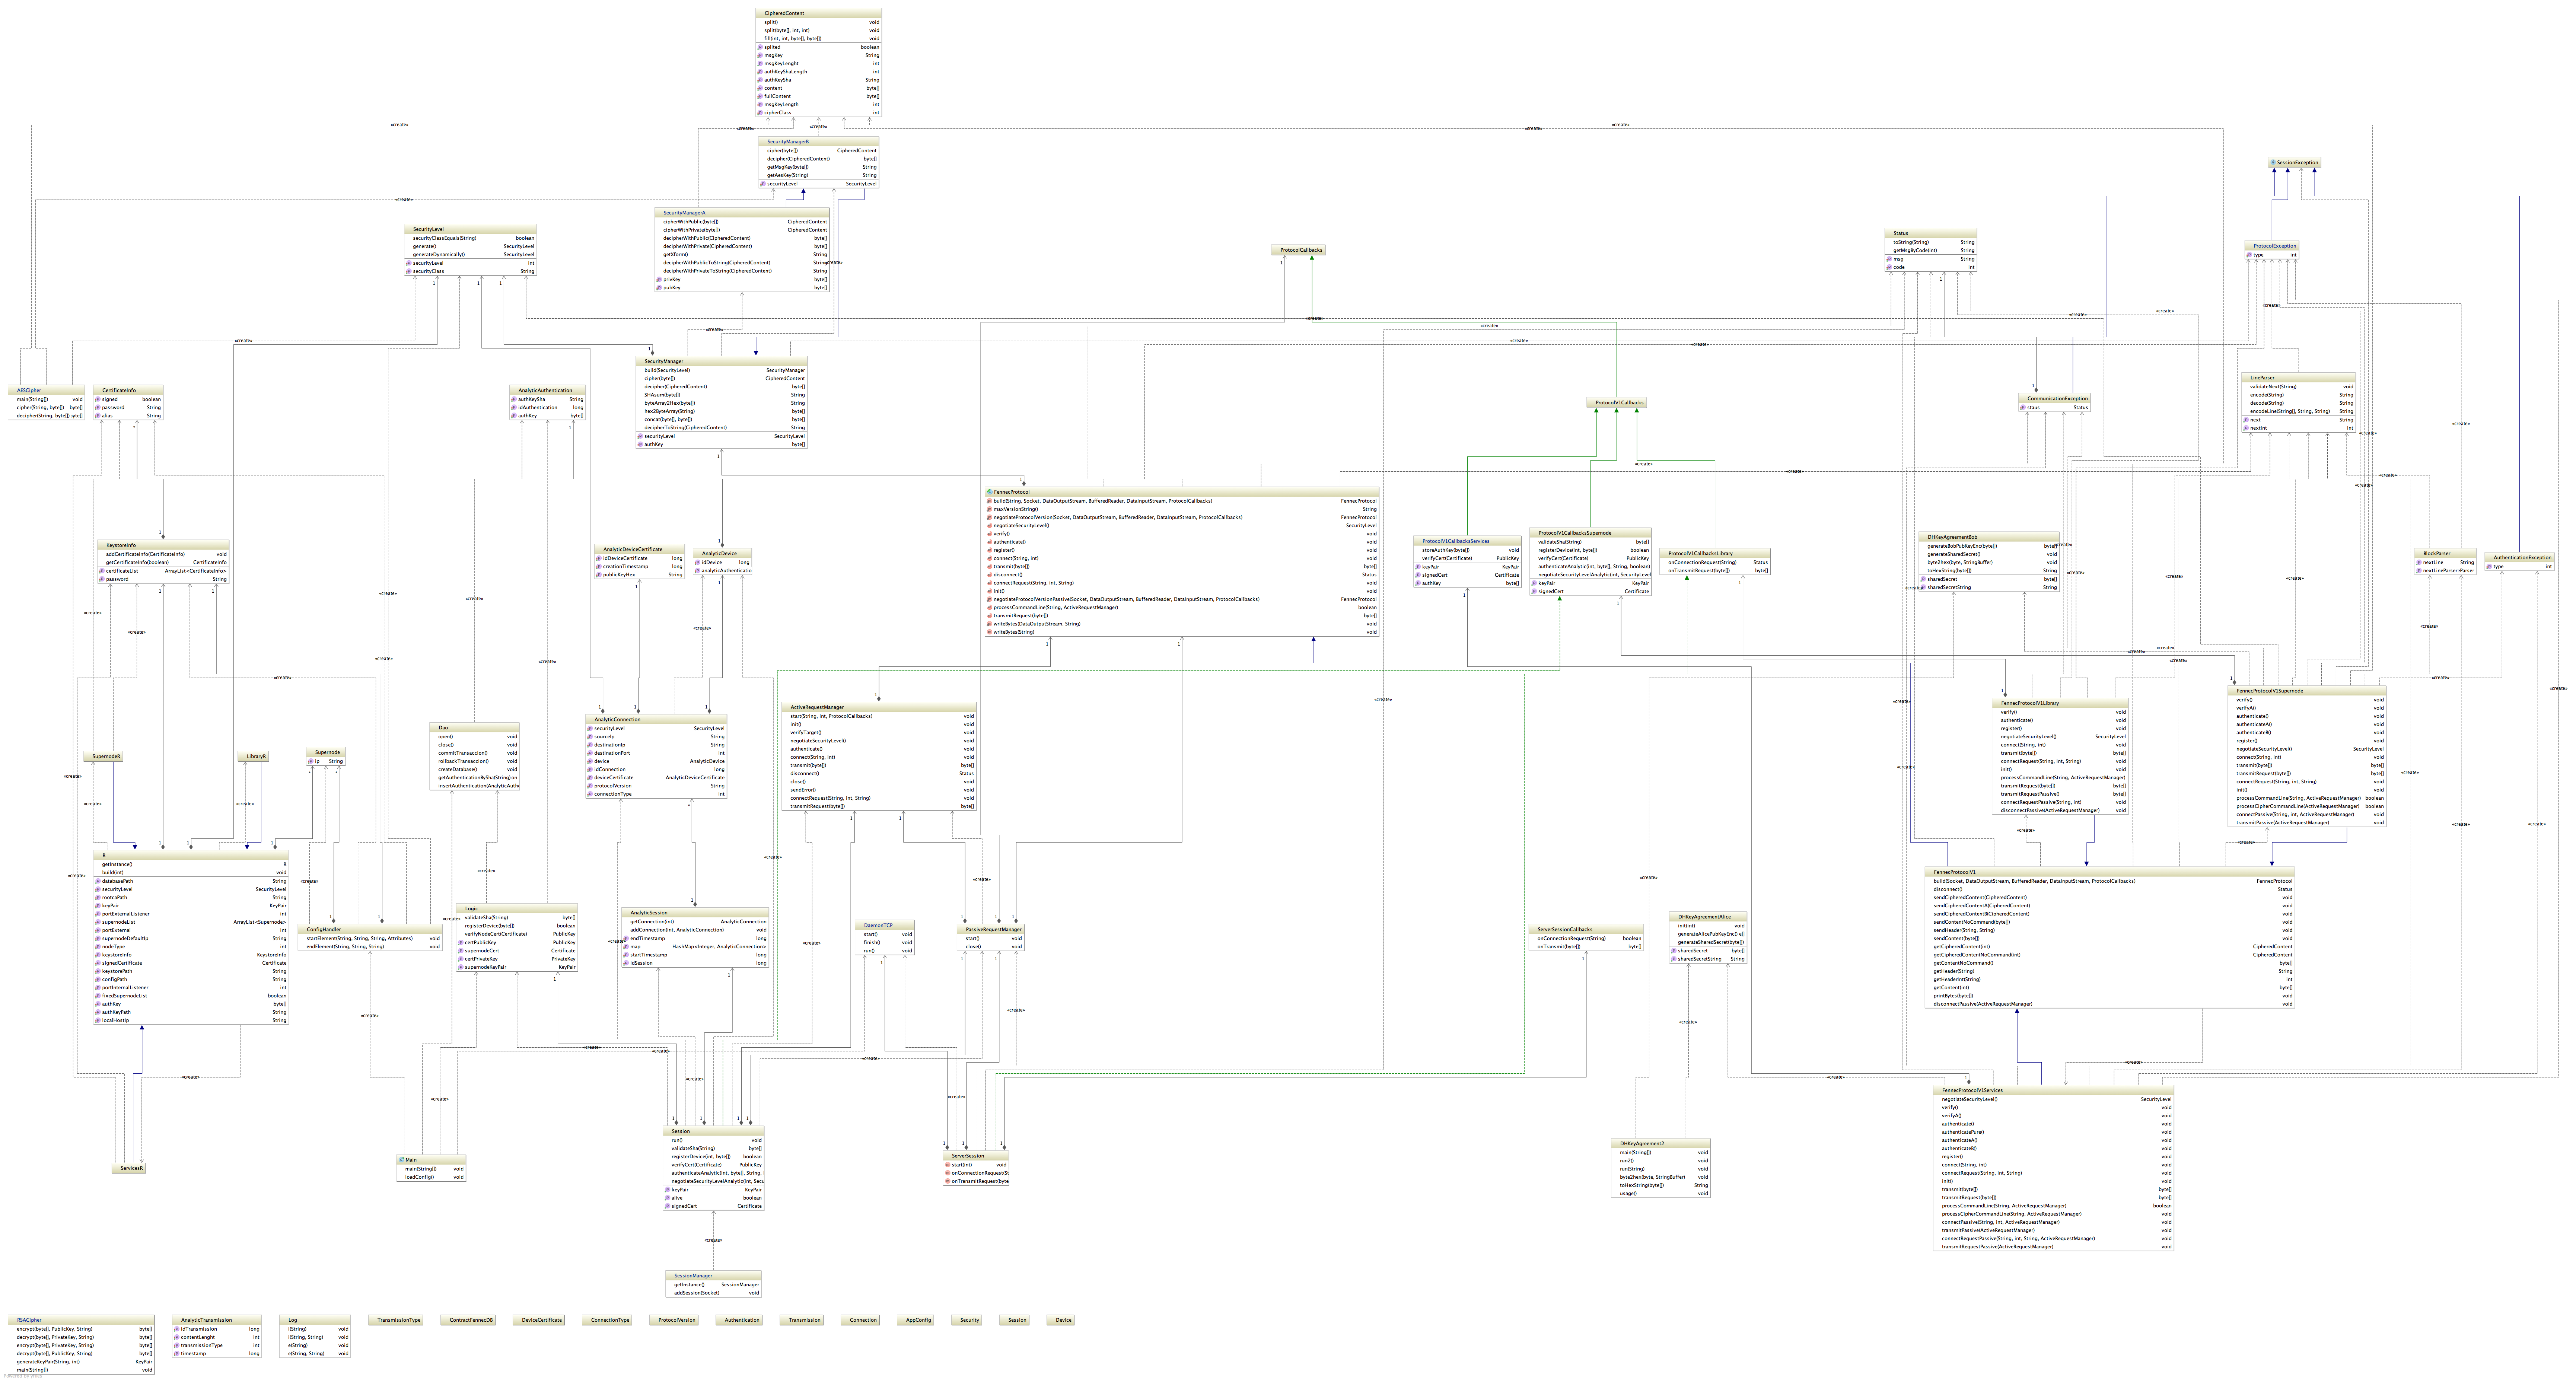 CipheredContent
split() void
split(byte[], int, int) void
fill(int, int, byte[], byte[]) void
splited boolean
msgKey String
msgKeyLenght int
authKeyShaLength int
authKeySha String
content byte[]
fullContent byte[]
msgKeyLength int
cipherClass int
SecurityManagerB
cipher(byte[]) CipheredContent
decipher(CipheredContent) byte[]
getMsgKey(byte[]) String
getAesKey(String) String
securityLevel SecurityLevel
SessionException
SecurityManagerA
cipherWithPublic(byte[]) CipheredContent
cipherWithPrivate(byte[]) CipheredContent
decipherWithPublic(CipheredContent) byte[]
decipherWithPrivate(CipheredContent) byte[]
getXform() String
decipherWithPublicToString(CipheredContent) String
decipherWithPrivateToString(CipheredContent) String
privKey byte[]
pubKey byte[]
SecurityLevel
securityClassEquals(String) boolean
generate() SecurityLevel
generateDynamically() SecurityLevel
securityLevel int
securityClass String
ProtocolCallbacks
Status
toString(String) String
getMsgByCode(int) String
msg String
code int
ProtocolException
type int
SecurityManager
build(SecurityLevel) SecurityManager
cipher(byte[]) CipheredContent
decipher(CipheredContent) byte[]
SHAsum(byte[]) String
byteArray2Hex(byte[]) String
hex2ByteArray(String) byte[]
concat(byte[], byte[]) byte[]
decipherToString(CipheredContent) String
securityLevel SecurityLevel
authKey byte[]
AESCipher
main(String[]) void
cipher(String, byte[]) byte[]
decipher(String, byte[]) byte[]
CertificateInfo
signed boolean
password String
alias String
AnalyticAuthentication
authKeySha String
idAuthentication long
authKey byte[]
ProtocolV1Callbacks
CommunicationException
staus Status
LineParser
validateNext(String) void
encode(String) String
decode(String) String
encodeLine(String[], String, String) String
next String
nextInt int
FennecProtocol
build(String, Socket, DataOutputStream, BufferedReader, DataInputStream, ProtocolCallbacks) FennecProtocol
maxVersionString() String
negotiateProtocolVersion(Socket, DataOutputStream, BufferedReader, DataInputStream, ProtocolCallbacks) FennecProtocol
negotiateSecurityLevel() SecurityLevel
verify() void
authenticate() void
register() void
connect(String, int) void
transmit(byte[]) byte[]
disconnect() Status
connectRequest(String, int, String) void
init() void
negotiateProtocolVersionPassive(Socket, DataOutputStream, BufferedReader, DataInputStream, ProtocolCallbacks) FennecProtocol
processCommandLine(String, ActiveRequestManager) boolean
transmitRequest(byte[]) byte[]
writeBytes(DataOutputStream, String) void
writeBytes(String) void
KeystoreInfo
addCertificateInfo(CertificateInfo) void
getCertificateInfo(boolean) CertificateInfo
certificateList ArrayList<CertificateInfo>
password String
AnalyticDeviceCertificate
idDeviceCertificate long
creationTimestamp long
publicKeyHex String
AnalyticDevice
idDevice long
analyticAuthenticatio
ProtocolV1CallbacksServices
storeAuthKey(byte[]) void
verifyCert(Certificate) PublicKey
keyPair KeyPair
signedCert Certificate
authKey byte[]
ProtocolV1CallbacksSupernode
validateSha(String) byte[]
registerDevice(int, byte[]) boolean
verifyCert(Certificate) PublicKey
authenticateAnalytic(int, byte[], String, boolean)
negotiateSecurityLevelAnalytic(int, SecurityLevel
keyPair KeyPair
signedCert Certificate
ProtocolV1CallbacksLibrary
onConnectionRequest(String) Status
onTransmitRequest(byte[]) byte[]
DHKeyAgreementBob
generateBobPubKeyEnc(byte[]) byte[]
generateSharedSecret() void
byte2hex(byte, StringBuffer) void
toHexString(byte[]) String
sharedSecret byte[]
sharedSecretString String
BlockParser
nextLine String
nextLineParser Parser
AuthenticationException
type int
AnalyticConnection
securityLevel SecurityLevel
sourceIp String
destinationIp String
destinationPort int
device AnalyticDevice
idConnection long
deviceCertificate AnalyticDeviceCertificate
protocolVersion String
connectionType int
ActiveRequestManager
start(String, int, ProtocolCallbacks) void
init() void
verifyTarget() void
negotiateSecurityLevel() void
authenticate() void
connect(String, int) void
transmit(byte[]) byte[]
disconnect() Status
close() void
sendError() void
connectRequest(String, int, String) void
transmitRequest(byte[]) byte[]
FennecProtocolV1Library
verify() void
authenticate() void
register() void
negotiateSecurityLevel() SecurityLevel
connect(String, int) void
transmit(byte[]) byte[]
connectRequest(String, int, String) void
init() void
processCommandLine(String, ActiveRequestManager)
transmitRequest(byte[]) byte[]
transmitRequestPassive() byte[]
connectRequestPassive(String, int) void
disconnectPassive(ActiveRequestManager) void
FennecProtocolV1Supernode
verify() void
verifyA() void
authenticate() void
authenticateA() void
authenticateB() void
register() void
negotiateSecurityLevel() SecurityLevel
connect(String, int) void
transmit(byte[]) byte[]
transmitRequest(byte[]) byte[]
connectRequest(String, int, String) void
init() void
processCommandLine(String, ActiveRequestManager) boolean
processCipherCommandLine(String, ActiveRequestManager) boolean
connectPassive(String, int, ActiveRequestManager) void
transmitPassive(ActiveRequestManager) void
SupernodeR
LibraryR
Supernode
ip String
Dao
open() void
close() void
commitTransaccion() void
rollbackTransaccion() void
createDatabase() void
getAuthenticationBySha(String) on
insertAuthentication(AnalyticAuthe
R
getInstance() R
build(int) void
databasePath String
securityLevel SecurityLevel
rootcaPath String
keyPair KeyPair
portExternalListener int
supernodeList ArrayList<Supernode>
portExternal int
supernodeDefaultIp String
nodeType int
keystoreInfo KeystoreInfo
signedCertificate Certificate
keystorePath String
configPath String
portInternalListener int
fixedSupernodeList boolean
authKey byte[]
authKeyPath String
localHostIp String
ConfigHandler
startElement(String, String, String, Attributes) void
endElement(String, String, String) void
Logic
validateSha(String) byte[]
registerDevice(byte[]) boolean
verifyNodeCert(Certificate) PublicKey
certPublicKey PublicKey
supernodeCert Certificate
certPrivateKey PrivateKey
supernodeKeyPair KeyPair
AnalyticSession
getConnection(int) AnalyticConnection
addConnection(int, AnalyticConnection) void
endTimestamp long
map HashMap<Integer, AnalyticConnection>
startTimestamp long
idSession long
DaemonTCP
start() void
finish() void
run() void
PassiveRequestManager
start() void
close() void
ServerSessionCallbacks
onConnectionRequest(String) boolean
onTransmit(byte[]) byte[]
DHKeyAgreementAlice
init(int) void
generateAlicePubKeyEnc() e[]
generateSharedSecret(byte[])
sharedSecret byte[]
sharedSecretString String
FennecProtocolV1
build(Socket, DataOutputStream, BufferedReader, DataInputStream, ProtocolCallbacks) FennecProtocol
disconnect() Status
sendCipheredContent(CipheredContent) void
sendCipheredContentA(CipheredContent) void
sendCipheredContentB(CipheredContent) void
sendContentNoCommand(byte[]) void
sendHeader(String, String) void
sendContent(byte[]) void
getCipheredContent(int) CipheredContent
getCipheredContentNoCommand(int) CipheredContent
getContentNoCommand() byte[]
getHeader(String) String
getHeaderInt(String) int
getContent(int) byte[]
printBytes(byte[]) void
disconnectPassive(ActiveRequestManager) void
FennecProtocolV1Services
negotiateSecurityLevel() SecurityLevel
verify() void
verifyA() void
authenticate() void
authenticatePure() void
authenticateA() void
authenticateB() void
register() void
connect(String, int) void
connectRequest(String, int, String) void
init() void
transmit(byte[]) byte[]
transmitRequest(byte[]) byte[]
processCommandLine(String, ActiveRequestManager) boolean
processCipherCommandLine(String, ActiveRequestManager) void
connectPassive(String, int, ActiveRequestManager) void
transmitPassive(ActiveRequestManager) void
connectRequestPassive(String, int, String, ActiveRequestManager) void
transmitRequestPassive(ActiveRequestManager) void
ServicesR
Main
main(String[]) void
loadConfig() void
Session
run() void
validateSha(String) byte[]
registerDevice(int, byte[]) boolean
verifyCert(Certificate) PublicKey
authenticateAnalytic(int, byte[], String,
negotiateSecurityLevelAnalytic(int, Secu
keyPair KeyPair
alive boolean
signedCert Certificate
ServerSession
start(int) void
onConnectionRequest(St
onTransmitRequest(byte
DHKeyAgreement2
main(String[]) void
run2() void
run(String) void
byte2hex(byte, StringBuffer) void
toHexString(byte[]) String
usage() void
SessionManager
getInstance() SessionManager
addSession(Socket) void
RSACipher
encrypt(byte[], PublicKey, String) byte[]
decrypt(byte[], PrivateKey, String) byte[]
encrypt(byte[], PrivateKey, String) byte[]
decrypt(byte[], PublicKey, String) byte[]
generateKeyPair(String, int) KeyPair
main(String[]) void
AnalyticTransmission
idTransmission long
contentLenght int
transmissionType int
timestamp long
Log
i(String) void
i(String, String) void
e(String) void
e(String, String) void
TransmissionType
ContractFennecDB
DeviceCertificate
ConnectionType
ProtocolVersion
Authentication
Transmission
Connection
AppConfig
Security
Session
Device
Powered by yFiles